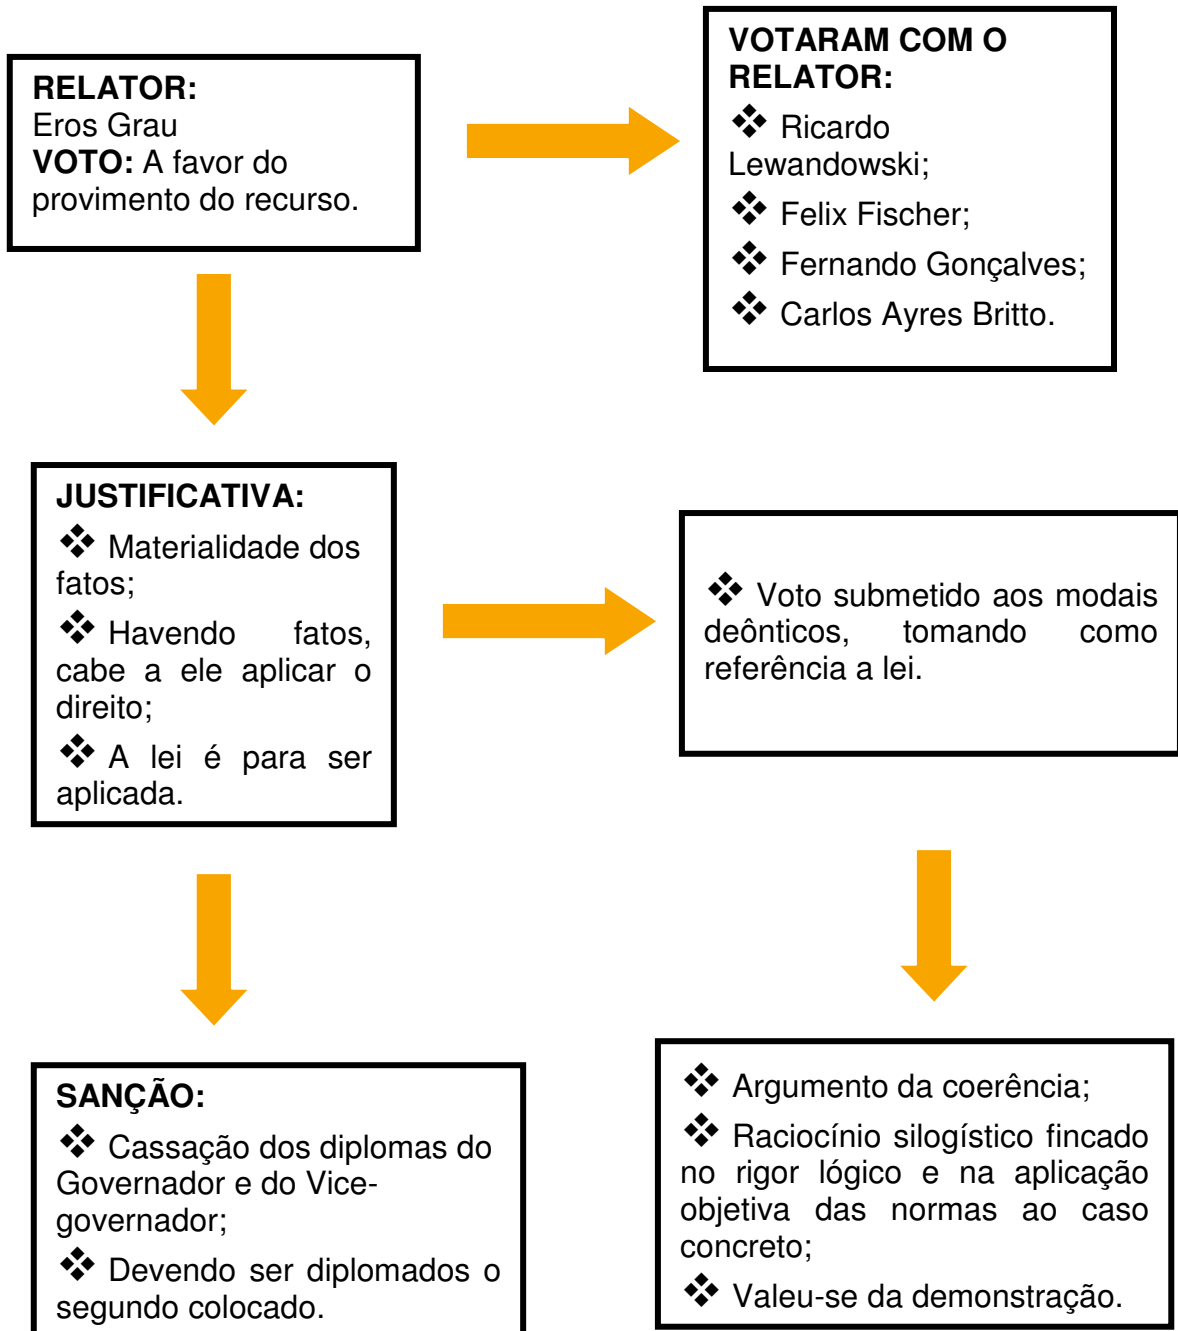 RELATOR:
Eros Grau
VOTO: A favor do
provimento do recurso.
VOTARAM COM O
RELATOR:
❖ Ricardo
Lewandowski;
❖ Felix Fischer;
❖ Fernando Gonçalves;
❖ Carlos Ayres Britto.
JUSTIFICATIVA:
❖ Materialidade dos
fatos;
❖ Havendo fatos,
cabe a ele aplicar o
direito;
❖ A lei é para ser
aplicada.
❖ Voto submetido aos modais
deônticos, tomando como
referência a lei.
SANÇÃO:
❖ Cassação dos diplomas do
Governador e do Vice-
governador;
❖ Devendo ser diplomados o
segundo colocado.
❖ Argumento da coerência;
❖ Raciocínio silogístico fincado
no rigor lógico e na aplicação
objetiva das normas ao caso
concreto;
❖ Valeu-se da demonstração.